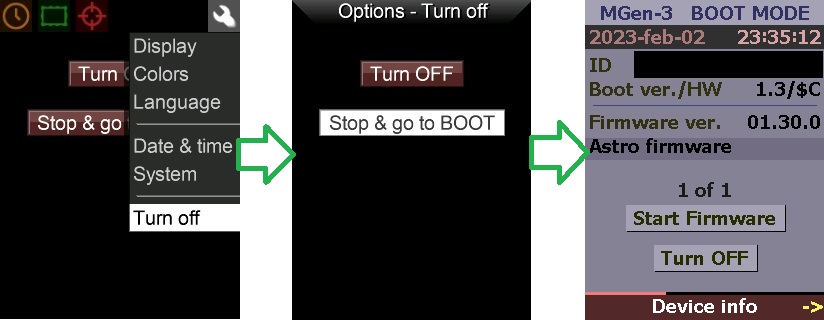 Display
Turn
Colors
Language
Stop & go
Date & time
System
Turn off
Options - Turn off
Turn OFF
Stop & go to BOOT
MGen-3 BOOT MODE
2023-feb-02 23:35:12
ID
Boot ver./HW 1.3/$C
Firmware ver. 01.30.0
Astro firmware
1 of 1
Start Firmware
Turn OFF
Device info ->